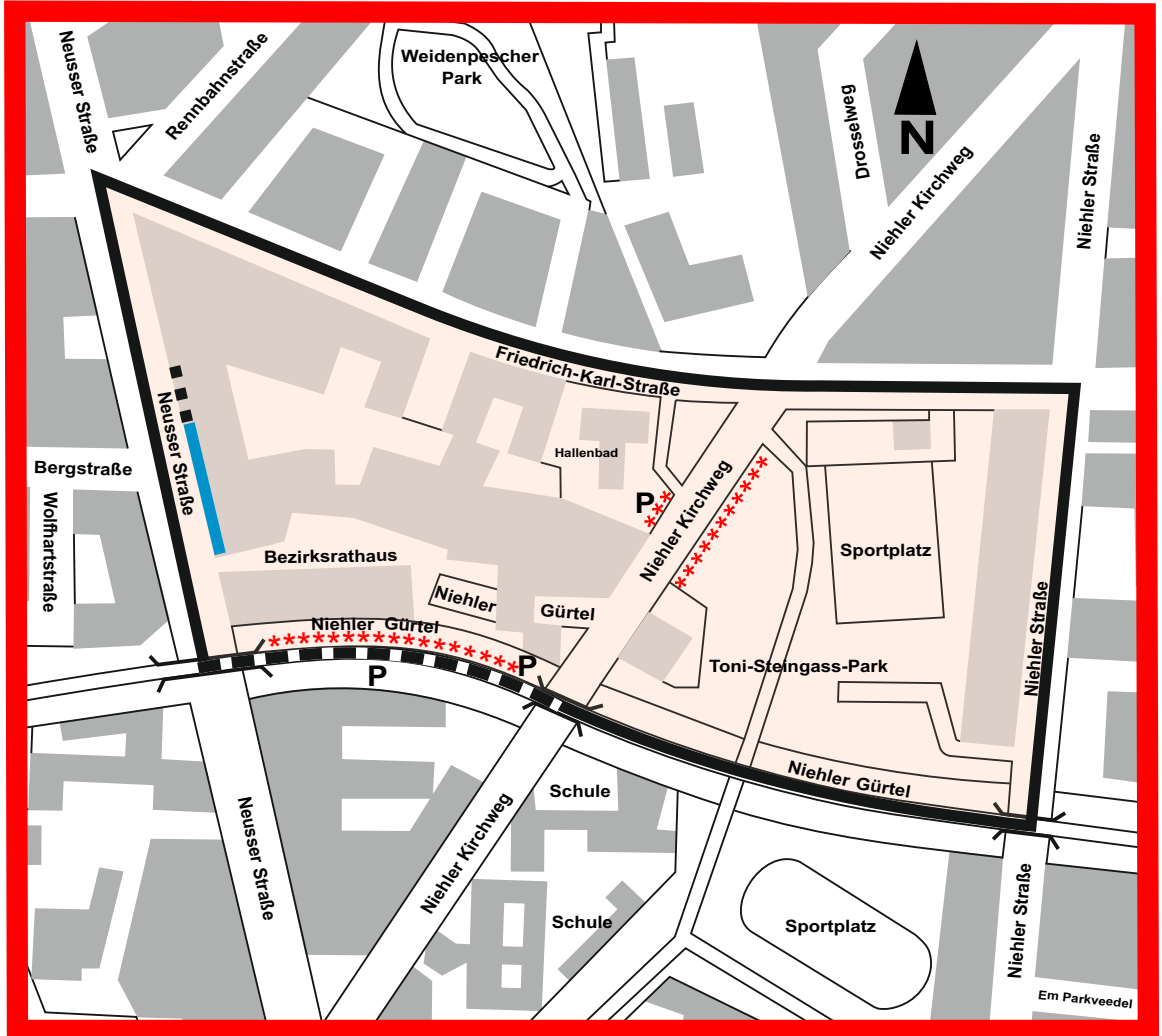 Neusser Straße
Rennbahnstraße
Weidenpescher
Park
Drosselweg
N
Niehler Kirchweg
Niehler Straße
Friedrich-Karl-Straße
Neusser Straße
Bergstraße
Wolfhartstraße
Hallenbad
P
Niehler Kirchweg
Sportplatz
Bezirksrathaus
Niehler
Gürtel
Niehler Gürtel
P
P
Toni-Steingass-Park
Niehler Straße
Niehler Gürtel
Schule
Neusser Straße
Niehler Kirchweg
Schule
Sportplatz
Niehler Straße
Em Parkveedel